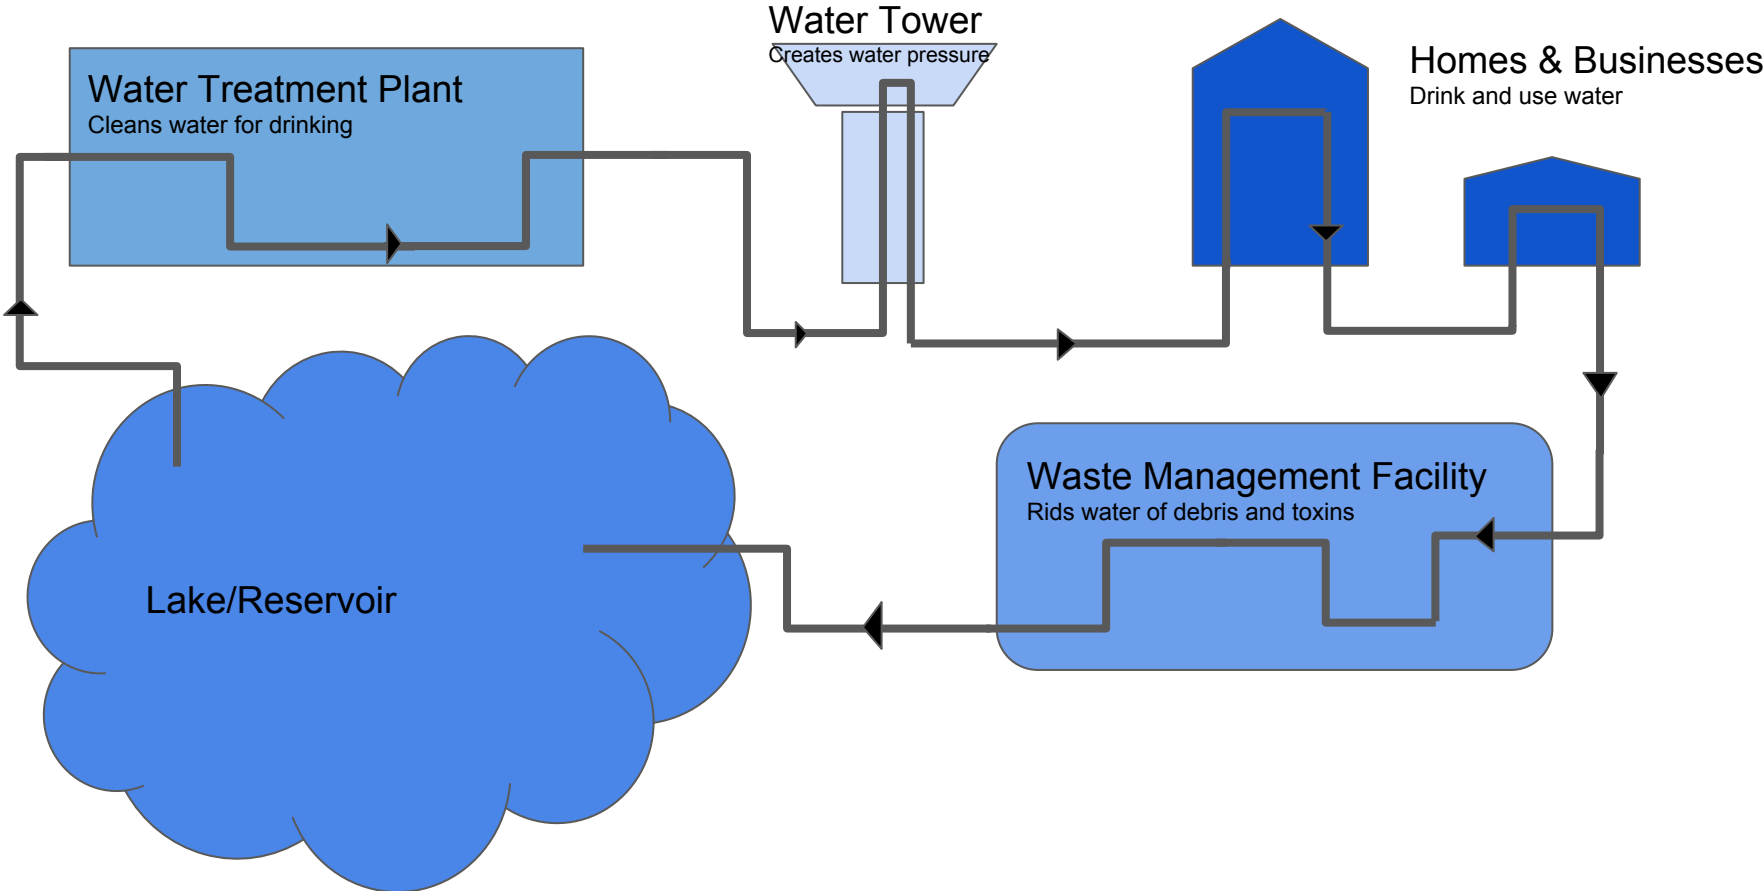 Water Tower
Creates water pressure
Homes & Businesses
Drink and use water
Water Treatment Plant
Cleans water for drinking
Waste Management Facility
Rids water of debris and toxins
Lake/Reservoir